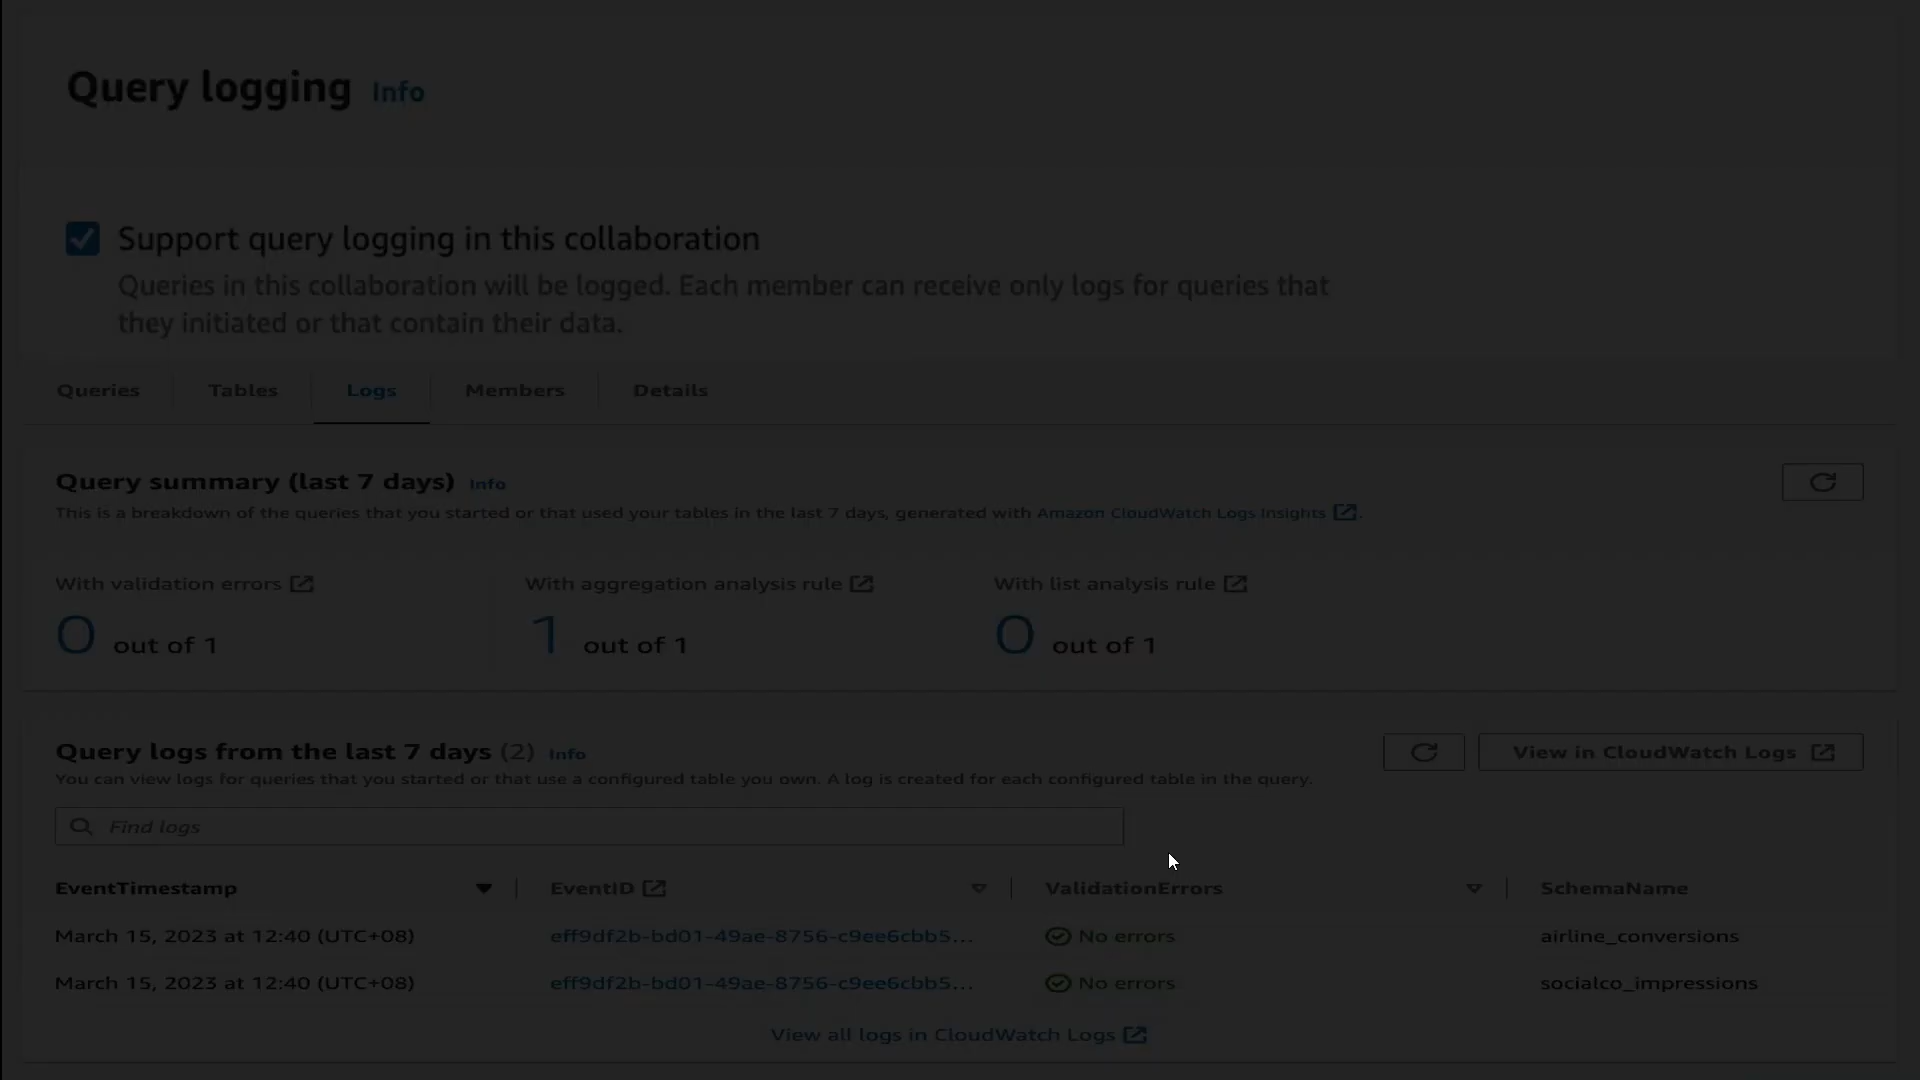 Query logging Info
Support query logging in this collaboration
Queries in this collaboration will be logged. Each member can receive only logs for queries that
they initiated or that contain their data.
Queries Tables Logs Members Details
Query summary (last 7 days) Info
This is a breakdown of the queries that you started or that used your tables in the last 7 days, generated with Amazon CloudWatch Logs Insights.
With validation errors With aggregation analysis rule With list analysis rule
0 out of 1 1 out of 1 0 out of 1
Query logs from the last 7 days (2) Info View in CloudWatch Logs
You can view logs for queries that you started or that use a configured table you own. A log is created for each configured table in the query.
Find logs
EventTimestamp EventID ValidationErrors SchemaName
March 15, 2023 at 12:40 (UTC+08) eff9df2b-bd01-49ae-8756-c9ee6cbb5... No errors airline_conversions
March 15, 2023 at 12:40 (UTC+08) eff9df2b-bd01-49ae-8756-c9ee6cbb5... No errors socialco_impressions
View all logs in CloudWatch Logs